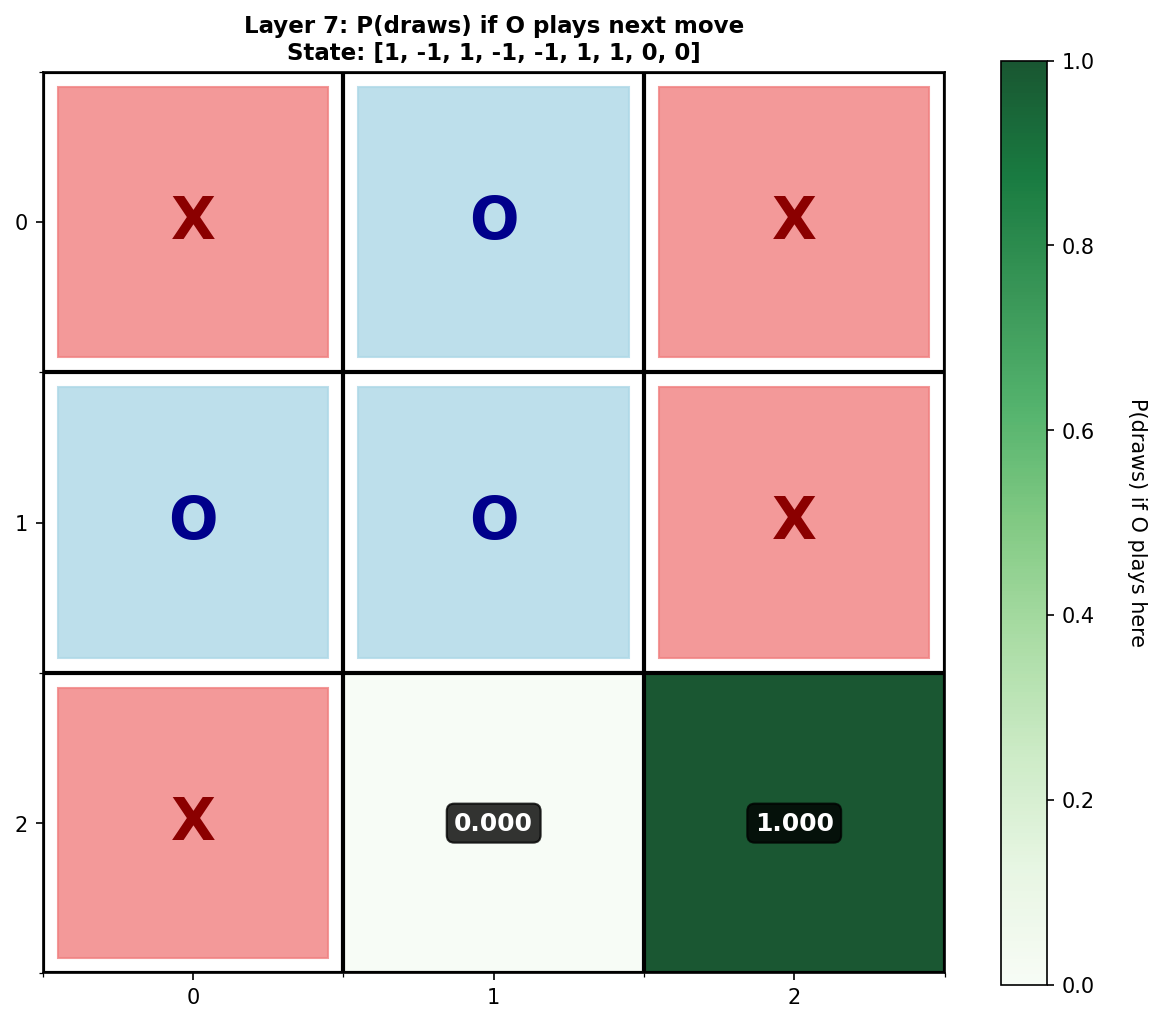 Layer 7: P(draws) if O plays next move
State: [1, -1, 1, -1, -1, 1, 1, 0, 0]
X
O
X
O
O
X
X
0.000
1.000
0
1
2
0
1
2
1.0
0.8
0.6
0.4
0.2
0.0
P(draws) if O plays here